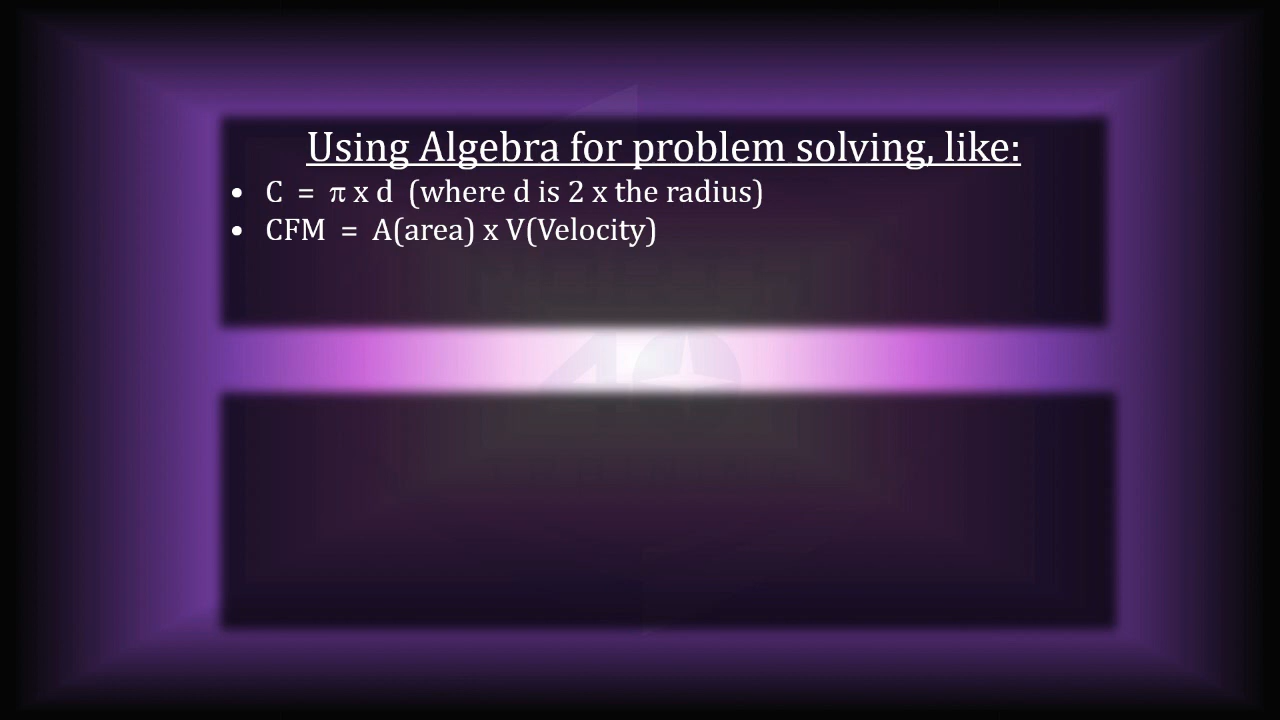 Using Algebra for problem solving, like:
• C = π x d (where d is 2 x the radius)
• CFM = A(area) x V(Velocity)